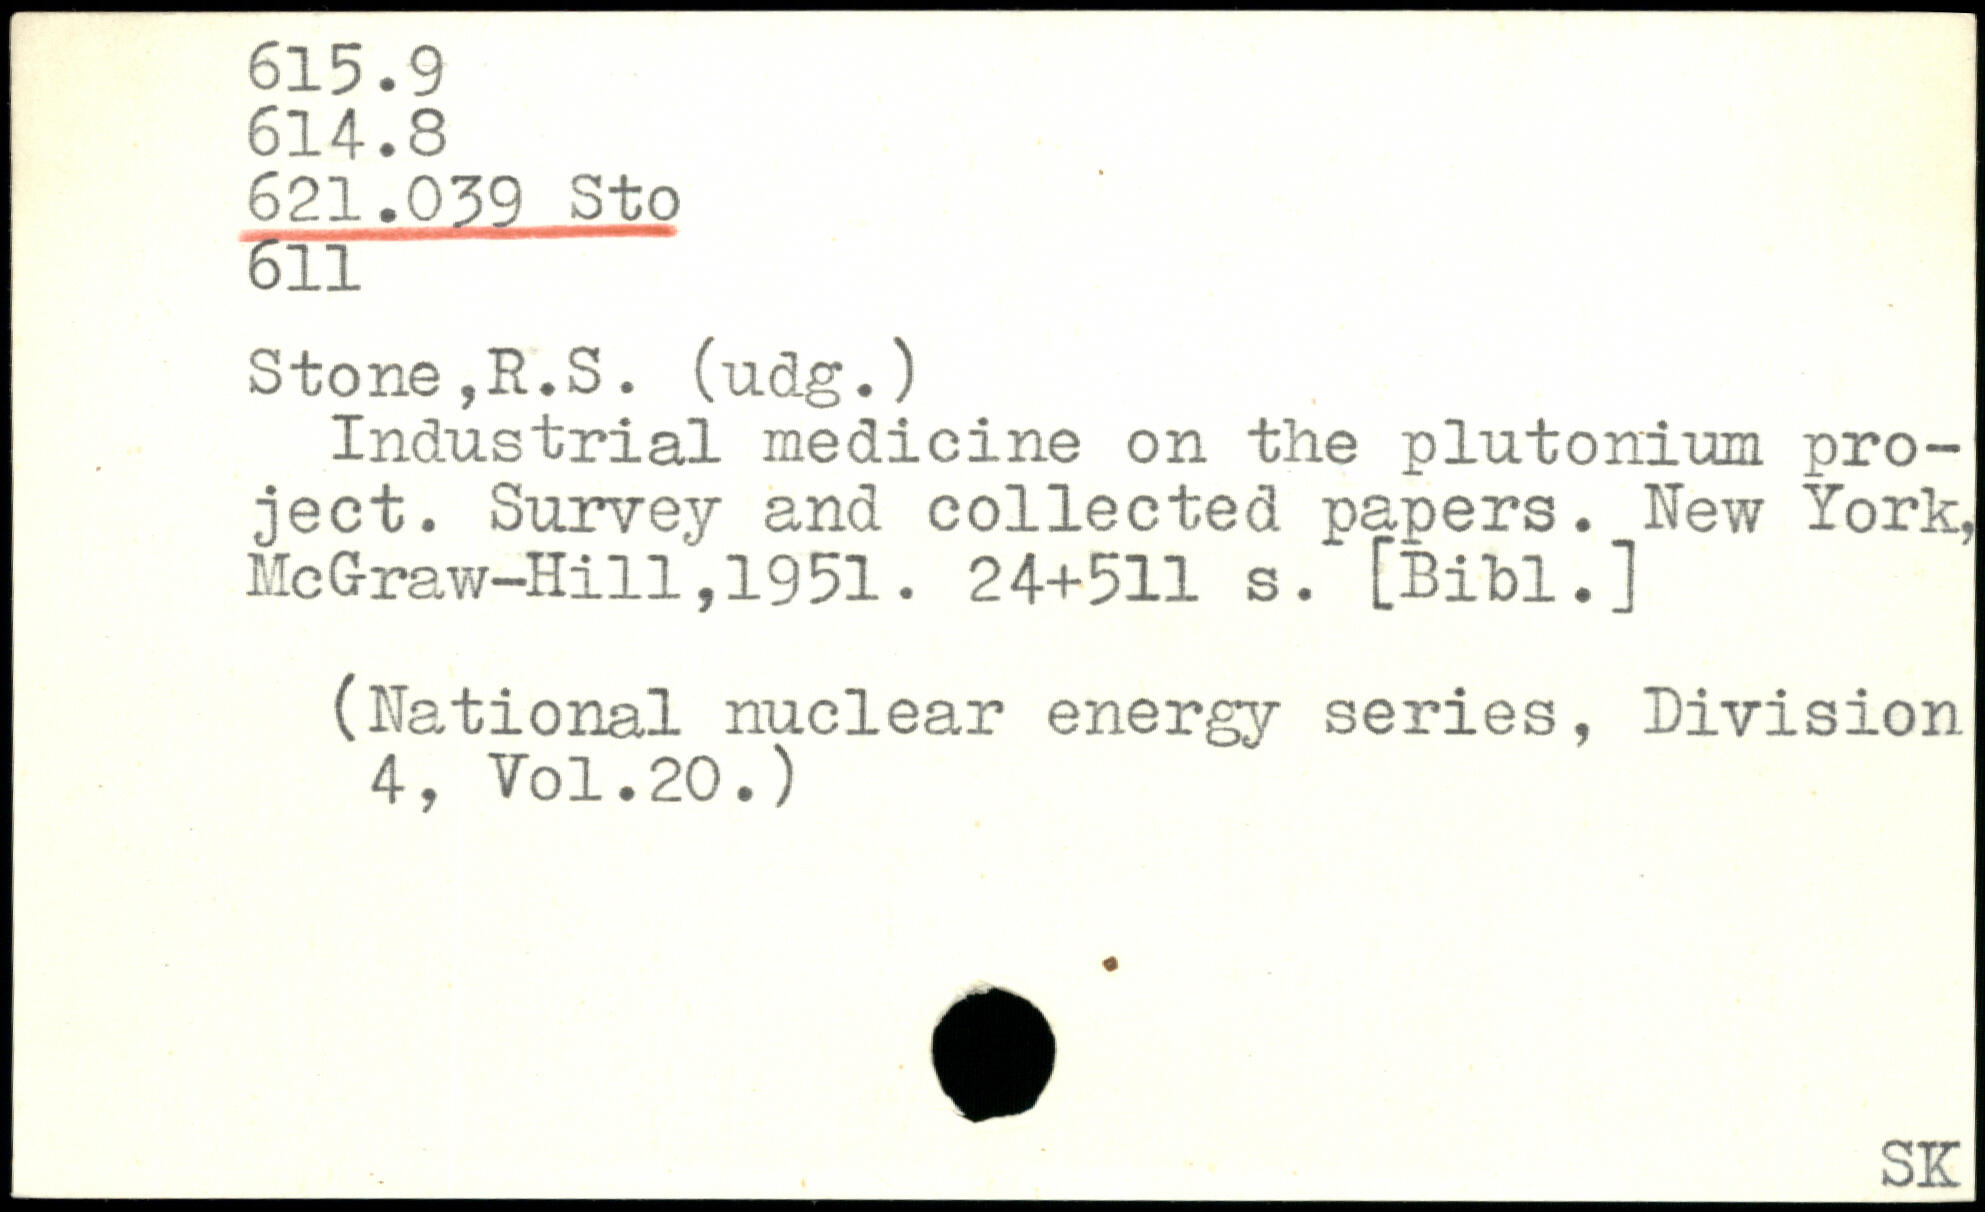 615.9
614.8
621.039 Sto
611
Stone,R.S. (udg.)
Industrial medicine on the plutonium pro-
ject. Survey and collected papers. New York,
McGraw-Hill,1951. 24+511 s. [Bibl.]
(National nuclear energy series, Division
4, Vol.20.)
SK